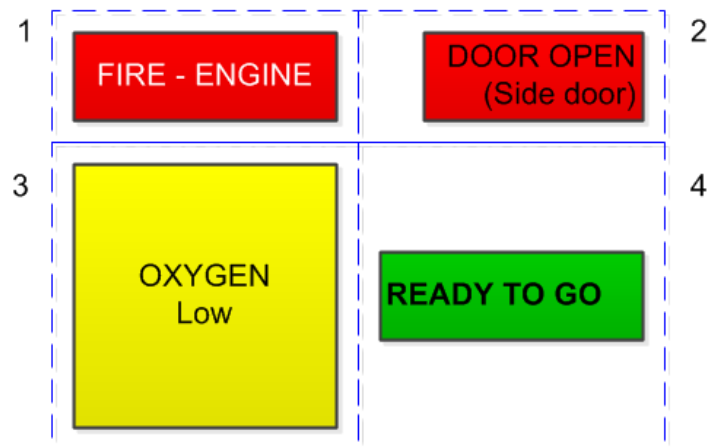 1
FIRE - ENGINE
DOOR OPEN
(Side door)
2
3
OXYGEN
Low
READY TO GO
4